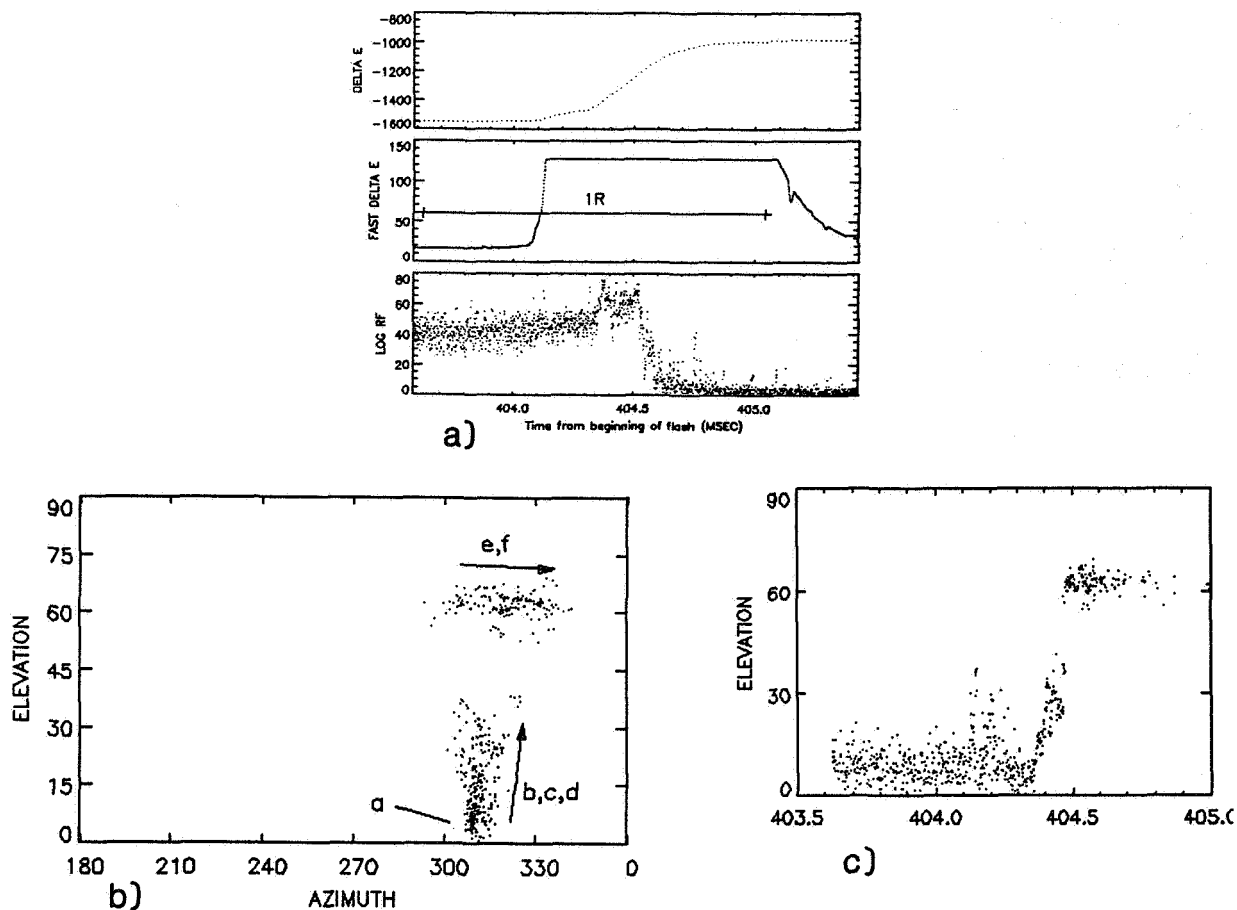 -800
-1000
-1200
-1400
-1600
DELTA E
150
100
50
0
FAST DELTA E
1R
80
60
40
20
0
LOG RF
404.0 404.5 405.0
Time from beginning of flash (MSEC)
a)
90
75
60
45
30
15
0
ELEVATION
e,f
a
b,c,d
180 210 240 270 300 330 0
AZIMUTH
b)
90
60
30
0
ELEVATION
403.5 404.0 404.5 405.0
c)